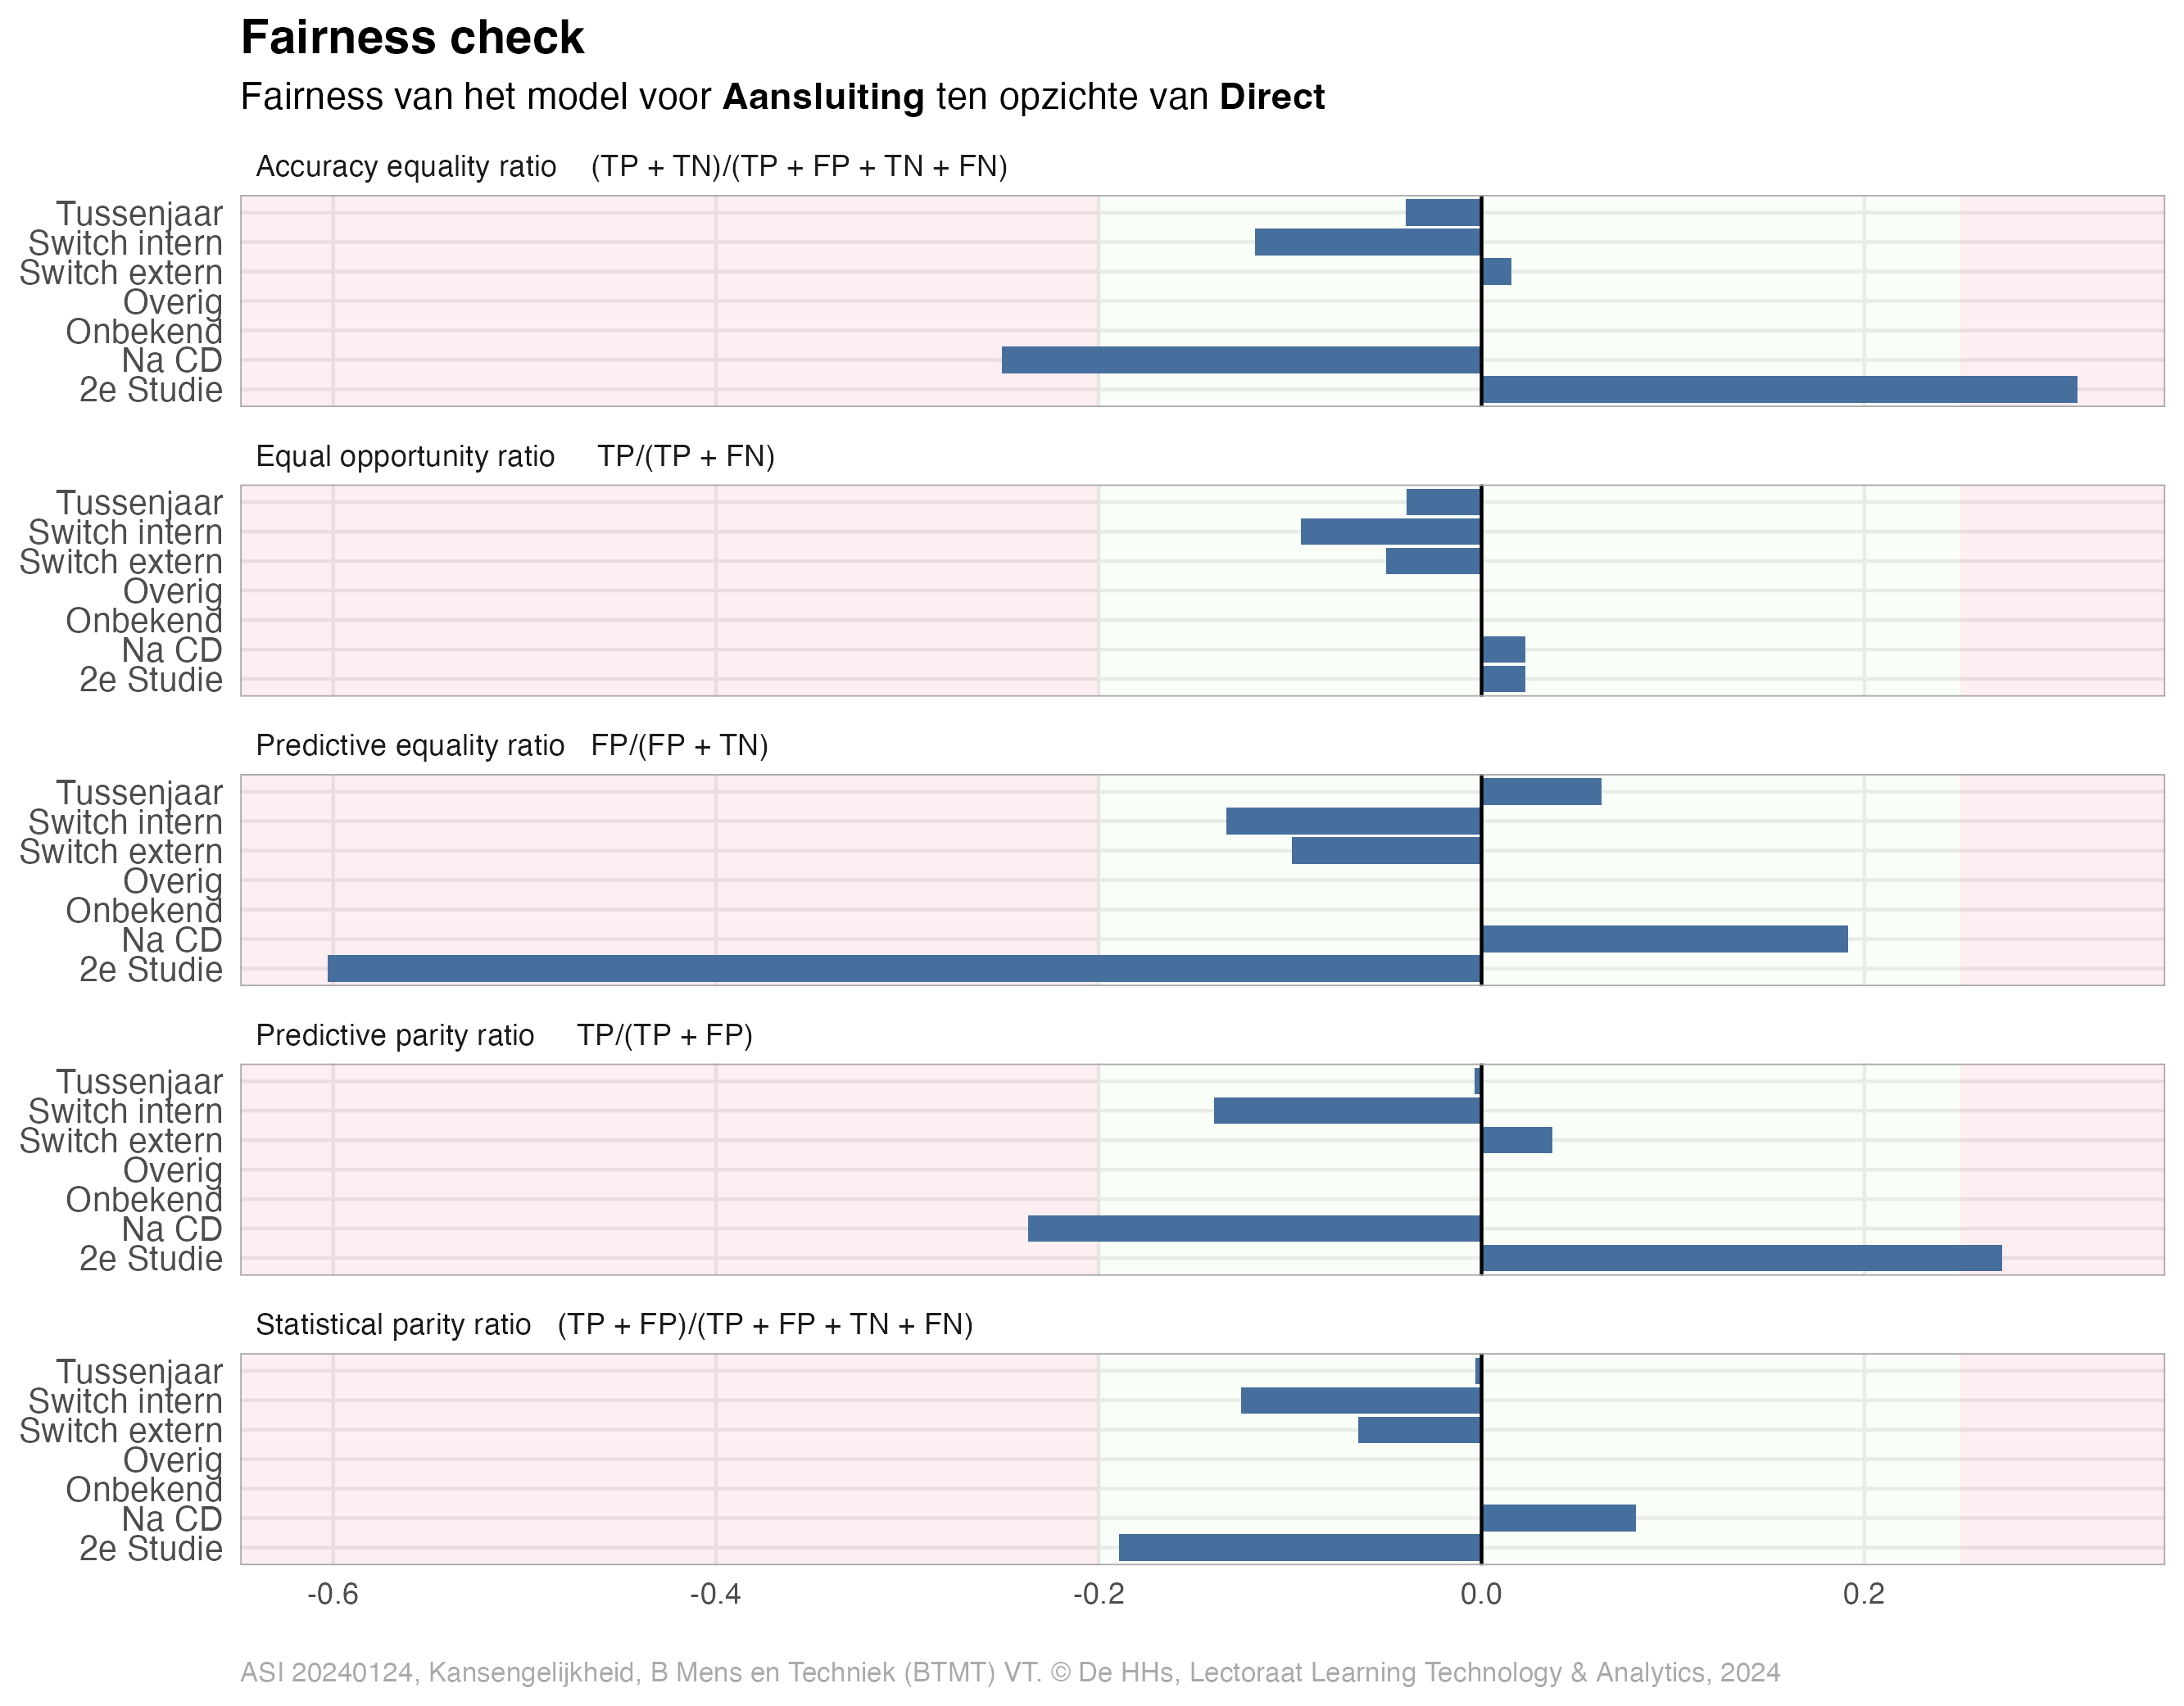 Fairness check
Fairness van het model voor Aansluiting ten opzichte van Direct
Accuracy equality ratio (TP + TN)/(TP + FP + TN + FN)
Tussenjaar
Switch intern
Switch extern
Overig
Onbekend
Na CD
2e Studie
Equal opportunity ratio TP/(TP + FN)
Tussenjaar
Switch intern
Switch extern
Overig
Onbekend
Na CD
2e Studie
Predictive equality ratio FP/(FP + TN)
Tussenjaar
Switch intern
Switch extern
Overig
Onbekend
Na CD
2e Studie
Predictive parity ratio TP/(TP + FP)
Tussenjaar
Switch intern
Switch extern
Overig
Onbekend
Na CD
2e Studie
Statistical parity ratio (TP + FP)/(TP + FP + TN + FN)
Tussenjaar
Switch intern
Switch extern
Overig
Onbekend
Na CD
2e Studie
-0.6 -0.4 -0.2 0.0 0.2
ASI 20240124, Kansengelijkheid, B Mens en Techniek (BTMT) VT. © De HHs, Lectoraat Learning Technology & Analytics, 2024